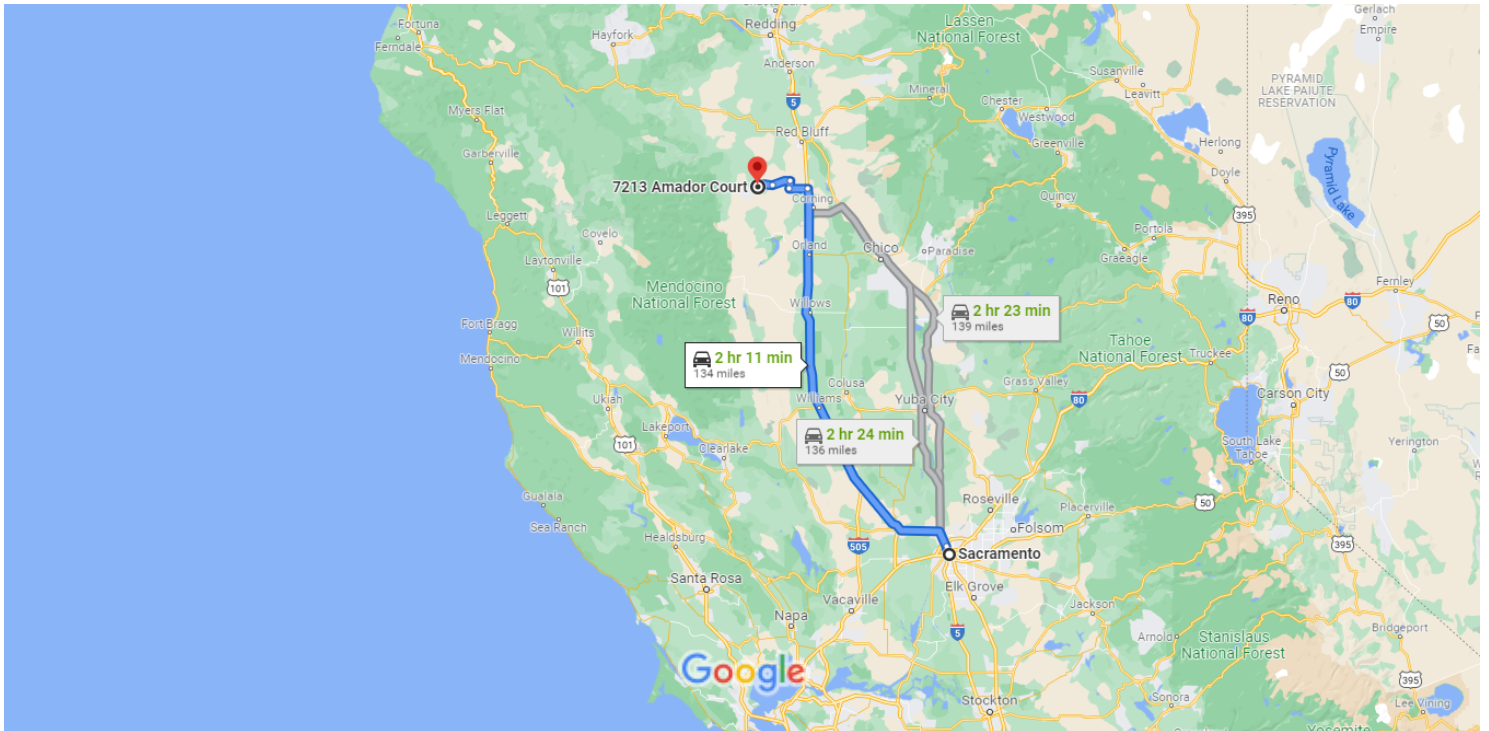 Fortuna
Ferndale
Hayfork
Redding
Lassen
National Forest
Gerlach
Empire
Anderson
5
Susanville
Leavitt
PYRAMID
LAKE PAIUTE
RESERVATION
Mineral
Chester
Westwood
Myers Flat
Red Bluff
Greenville
Herlong
Garberville
Doyle
Pyramid Lake
7213 Amador Court
Corning
Quincy
395
Leggett
Covelo
Orland
Chico
Paradise
Portola
Graeagle
Laytonville
101
Mendocino
National Forest
Willows
Fernley
Reno
80
80
2 hr 23 min
139 miles
Fort Bragg
Willits
50
Mendocino
2 hr 11 min
134 miles
Tahoe
National Forest
Truckee
Fa
50
Colusa
Grass Valley
Williams
Ukiah
Yuba City
80
Carson City
Lakeport
101
Clearlake
2 hr 24 min
136 miles
South Lake
Tahoe
Yerington
Gualala
Sea Ranch
Roseville
Placerville
50
Folsom
Healdsburg
505
Sacramento
395
Santa Rosa
Elk Grove
Vacaville
Jackson
Napa
5
Arnold
Stanislaus
National Forest
Bridgeport
Google
395
Stockton
Sonora
Lee Vining
Yosemite